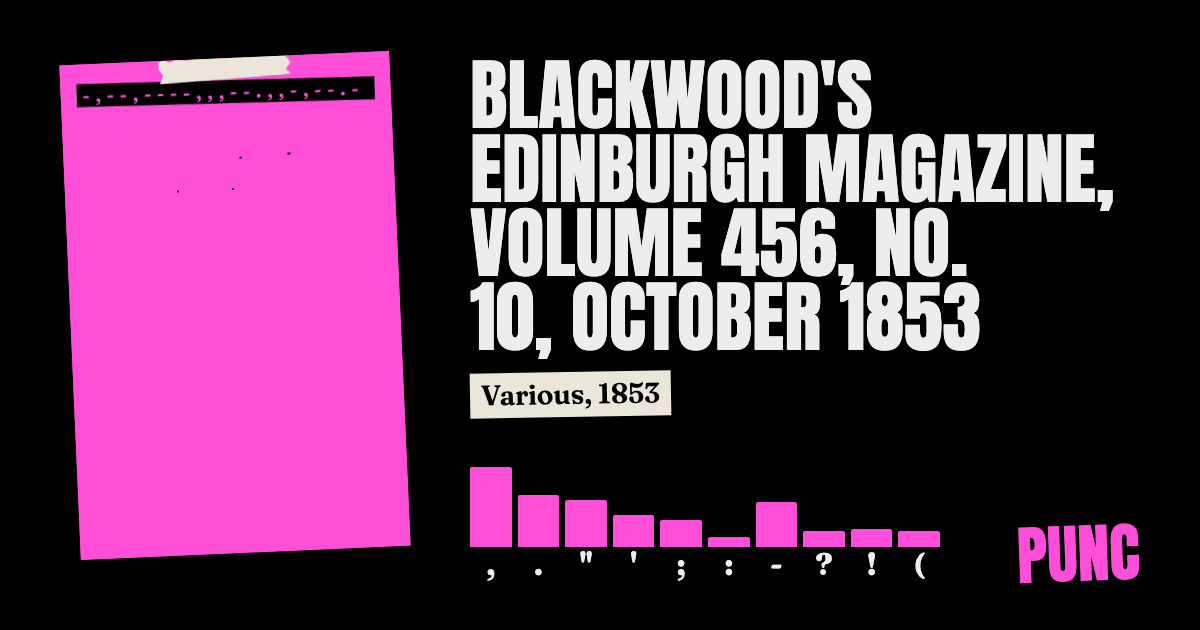 -,--,----,,,--.,,-,--.-
BLACKWOOD'S
EDINBURGH MAGAZINE,
VOLUME 456, NO.
10, OCTOBER 1853
Various, 1853
, . " ' ; : - ? ! (
PUNC